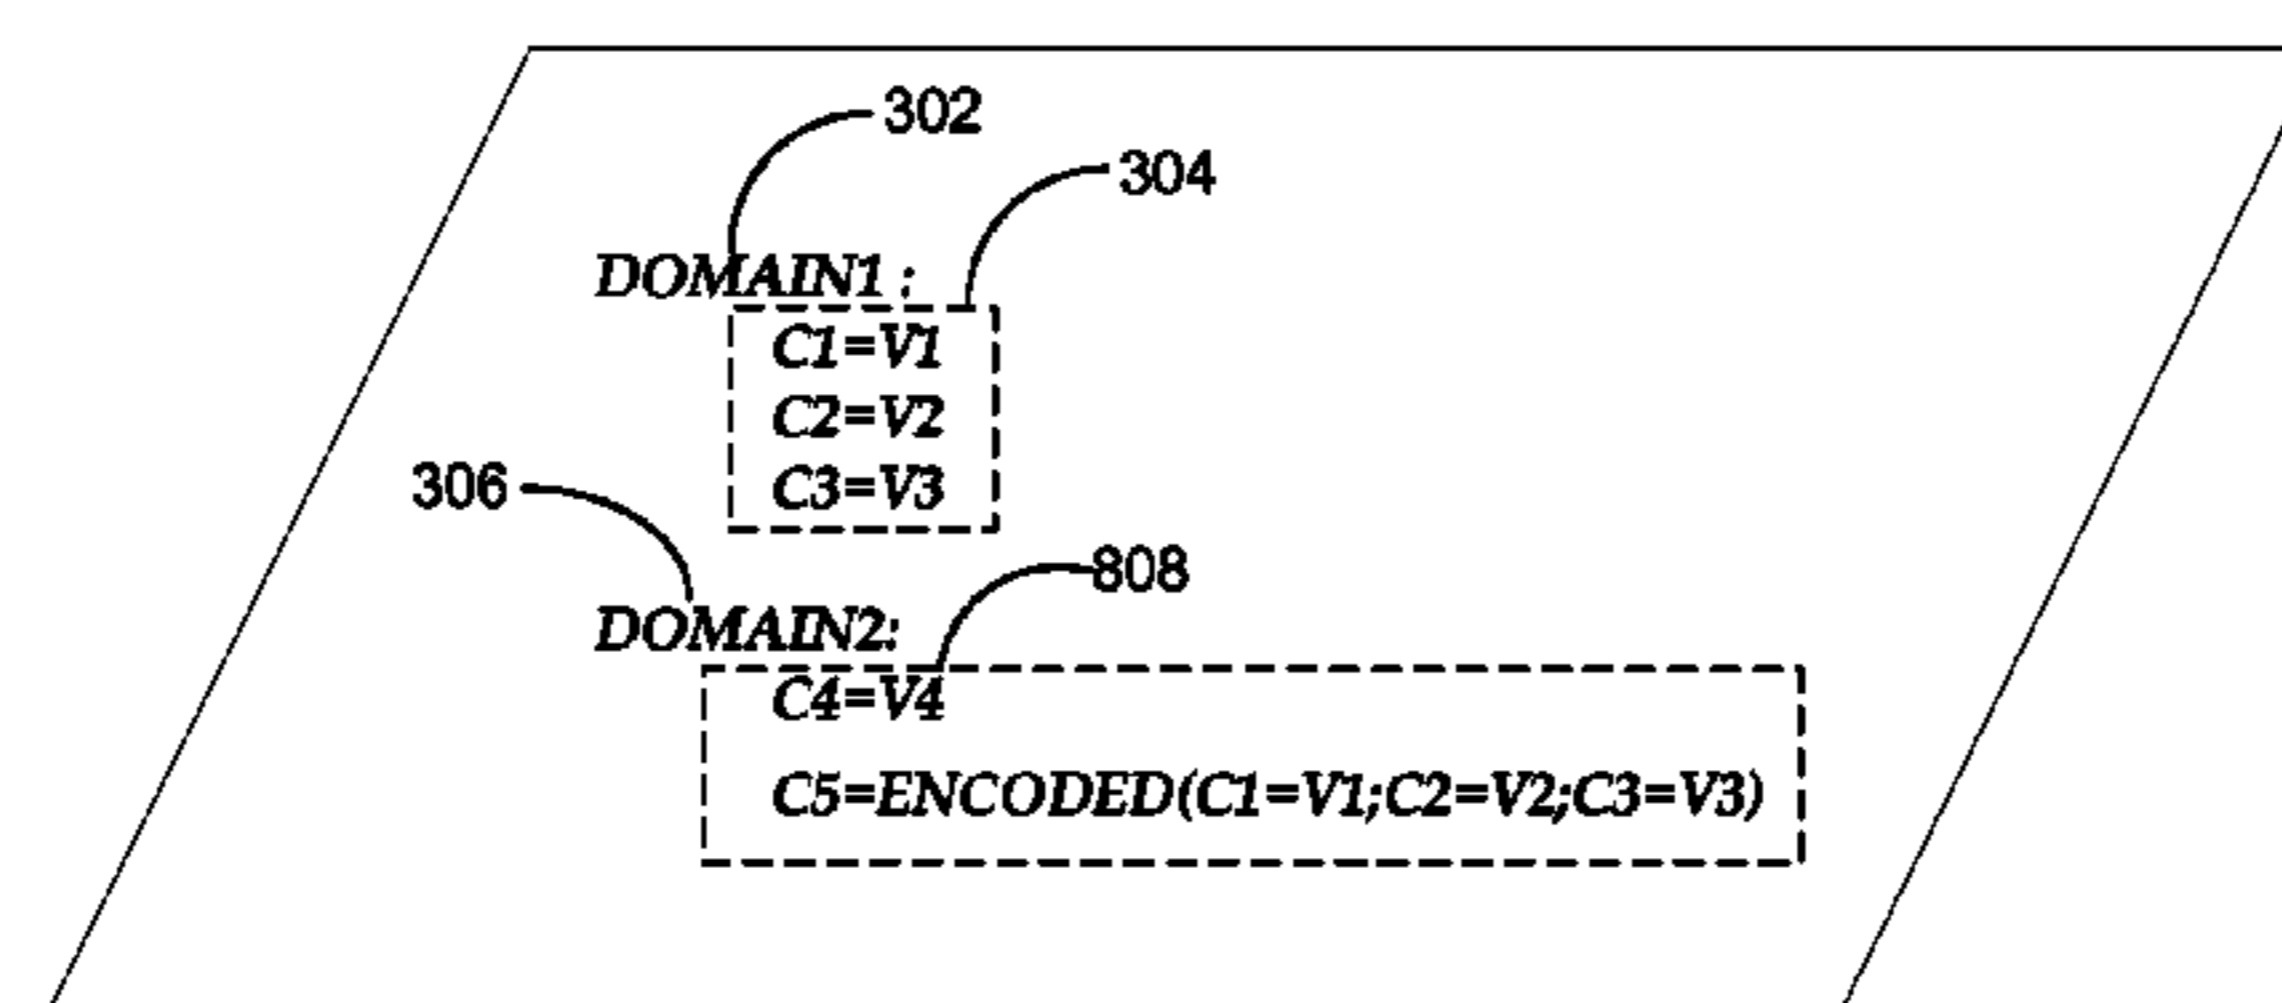 302
304
DOMAIN1 :
C1=V1
C2=V2
C3=V3
306
808
DOMAIN2:
C4=V4
C5=ENCODED(C1=V1;C2=V2;C3=V3)